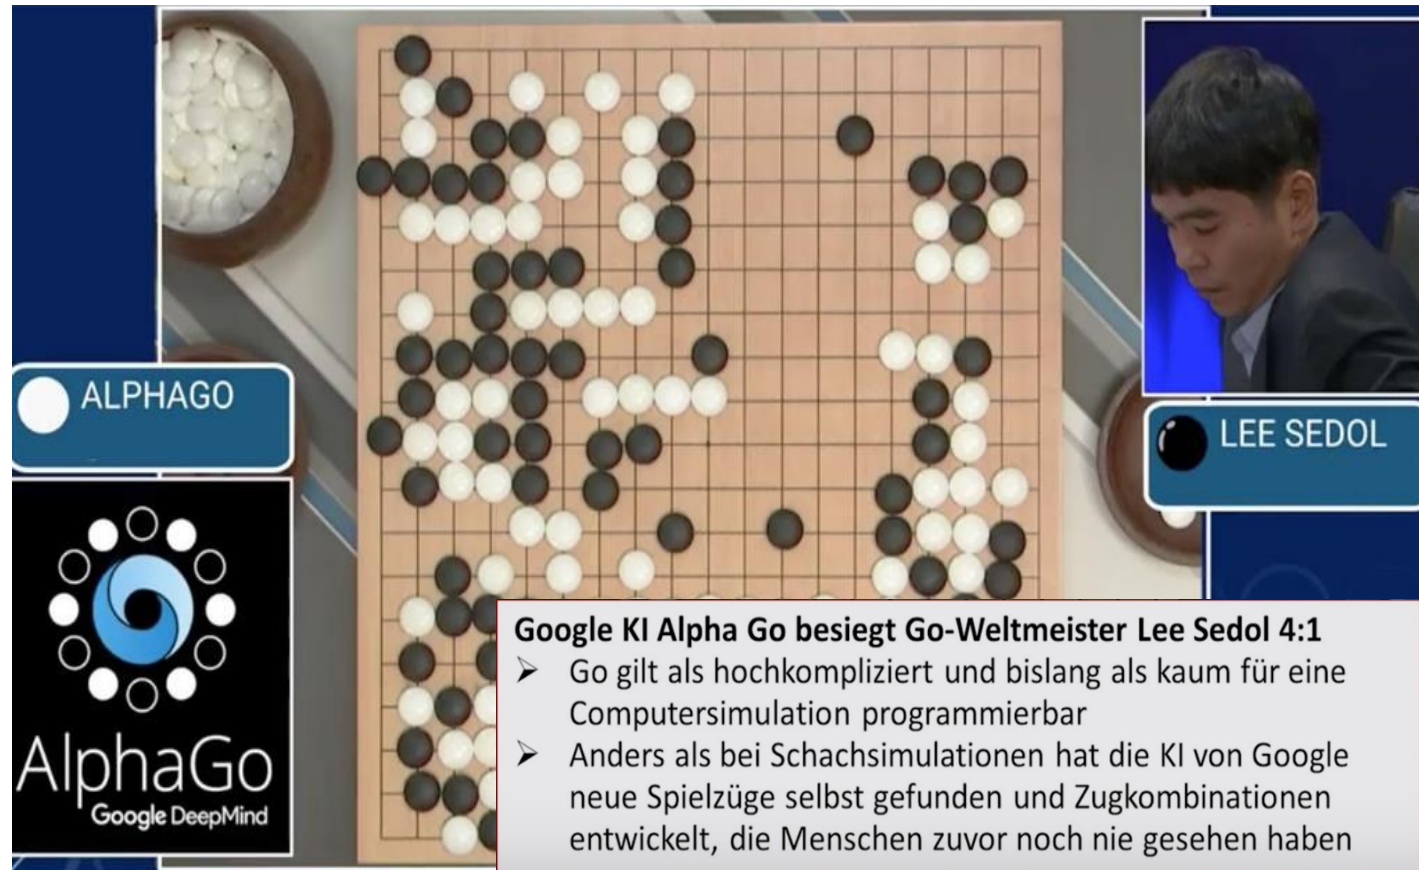 ALPHAGO
LEE SEDOL
AlphaGo
Google DeepMind
Google KI Alpha Go besiegt Go-Weltmeister Lee Sedol 4:1
➢ Go gilt als hochkompliziert und bislang als kaum für eine
Computersimulation programmierbar
➢ Anders als bei Schachsimulationen hat die KI von Google
neue Spielzüge selbst gefunden und Zugkombinationen
entwickelt, die Menschen zuvor noch nie gesehen haben